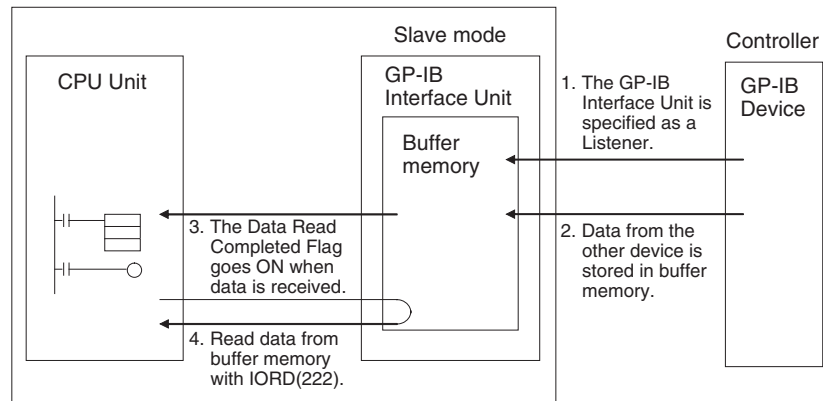 Slave mode
Controller
CPU Unit
GP-IB
Interface Unit
Buffer
memory
GP-IB
Device
1. The GP-IB
Interface Unit is
specified as a
Listener.
2. Data from the
other device is
stored in buffer
memory.
3. The Data Read
Completed Flag
goes ON when
data is received.
4. Read data from
buffer memory
with IORD(222).